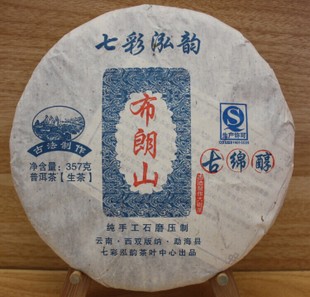 七彩泓韵
布朗山
古法制作
净含量：357克
普洱茶【生茶】
生产许可
古绵醇
纯手工石磨压制
云南·西双版纳·勐海县
七彩泓韵茶叶中心出品